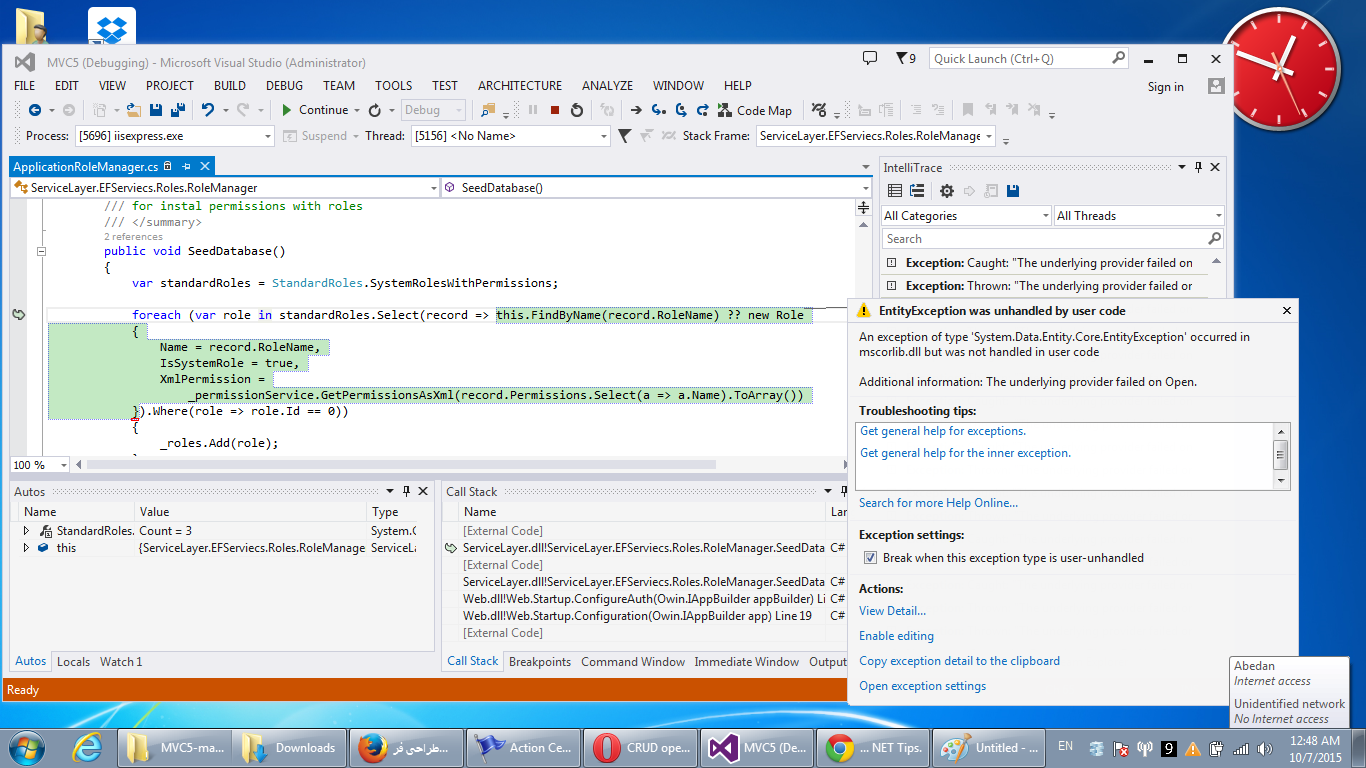 MVC5 (Debugging) - Microsoft Visual Studio (Administrator)
9
Quick Launch (Ctrl+Q)
FILE EDIT VIEW PROJECT BUILD DEBUG TEAM TOOLS TEST ARCHITECTURE ANALYZE WINDOW HELP
Sign in
Continue
Debug
Code Map
Process: [5696] iisexpress.exe Suspend Thread: [5156] <No Name> Stack Frame: ServiceLayer.EFServiecs.Roles.RoleManage
ApplicationRoleManager.cs
ServiceLayer.EFServiecs.Roles.RoleManager
SeedDatabase()
/// for instal permissions with roles
/// </summary>
2 references
public void SeedDatabase()
{
var standardRoles = StandardRoles.SystemRolesWithPermissions;
foreach (var role in standardRoles.Select(record => this.FindByName(record.RoleName) ?? new Role
{
Name = record.RoleName,
IsSystemRole = true,
XmlPermission =
_permissionService.GetPermissionsAsXml(record.Permissions.Select(a => a.Name).ToArray())
}).Where(role => role.Id == 0))
{
_roles.Add(role);
100 %
IntelliTrace
All Categories
All Threads
Search
Exception: Caught: "The underlying provider failed on
Exception: Thrown: "The underlying provider failed or
EntityException was unhandled by user code
An exception of type 'System.Data.Entity.Core.EntityException' occurred in
mscorlib.dll but was not handled in user code
Additional information: The underlying provider failed on Open.
Troubleshooting tips:
Get general help for exceptions.
Get general help for the inner exception.
Search for more Help Online...
Exception settings:
Break when this exception type is user-unhandled
Actions:
View Detail...
Enable editing
Copy exception detail to the clipboard
Open exception settings
Autos
Name Value Type
StandardRoles. Count = 3 System.C
this {ServiceLayer.EFServiecs.Roles.RoleManage ServiceLa
Autos Locals Watch 1
Call Stack
Name Lar
[External Code]
ServiceLayer.dll!ServiceLayer.EFServiecs.Roles.RoleManager.SeedData C#
[External Code]
ServiceLayer.dll!ServiceLayer.EFServiecs.Roles.RoleManager.SeedData C#
Web.dll!Web.Startup.ConfigureAuth(Owin.IAppBuilder appBuilder) Li C#
Web.dll!Web.Startup.Configuration(Owin.IAppBuilder app) Line 19 C#
[External Code]
Call Stack Breakpoints Command Window Immediate Window Output
Ready
Abedan
Internet access
Unidentified network
No Internet access
MVC5-ma...
Downloads
طراحي فر...
Action Ce...
CRUD ope...
MVC5 (De...
... NET Tips.
Untitled - ...
EN
9
12:48 AM
10/7/2015